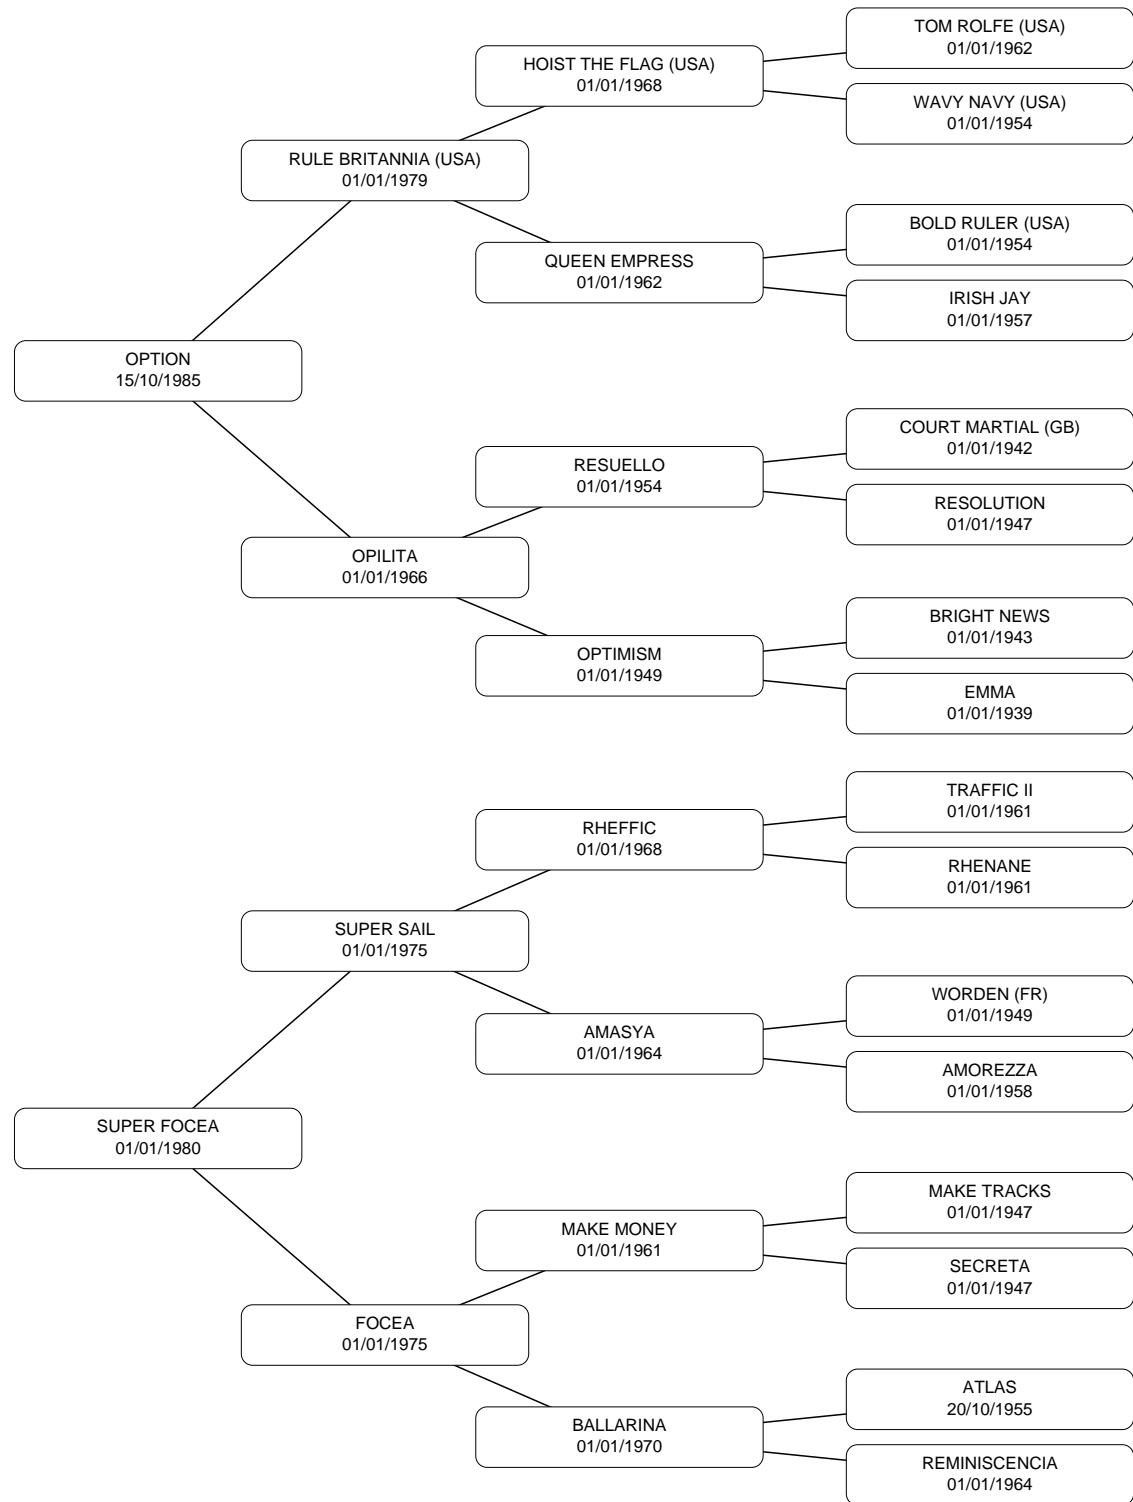 TOM ROLFE (USA)
01/01/1962
HOIST THE FLAG (USA)
01/01/1968
WAVY NAVY (USA)
01/01/1954
RULE BRITANNIA (USA)
01/01/1979
BOLD RULER (USA)
01/01/1954
QUEEN EMPRESS
01/01/1962
IRISH JAY
01/01/1957
OPTION
15/10/1985
COURT MARTIAL (GB)
01/01/1942
RESUELLO
01/01/1954
RESOLUTION
01/01/1947
OPILITA
01/01/1966
BRIGHT NEWS
01/01/1943
OPTIMISM
01/01/1949
EMMA
01/01/1939
TRAFFIC II
01/01/1961
RHEFFIC
01/01/1968
RHENANE
01/01/1961
SUPER SAIL
01/01/1975
WORDEN (FR)
01/01/1949
AMASYA
01/01/1964
AMOREZZA
01/01/1958
SUPER FOCEA
01/01/1980
MAKE TRACKS
01/01/1947
MAKE MONEY
01/01/1961
SECRETA
01/01/1947
FOCEA
01/01/1975
ATLAS
20/10/1955
BALLARINA
01/01/1970
REMINISCENCIA
01/01/1964